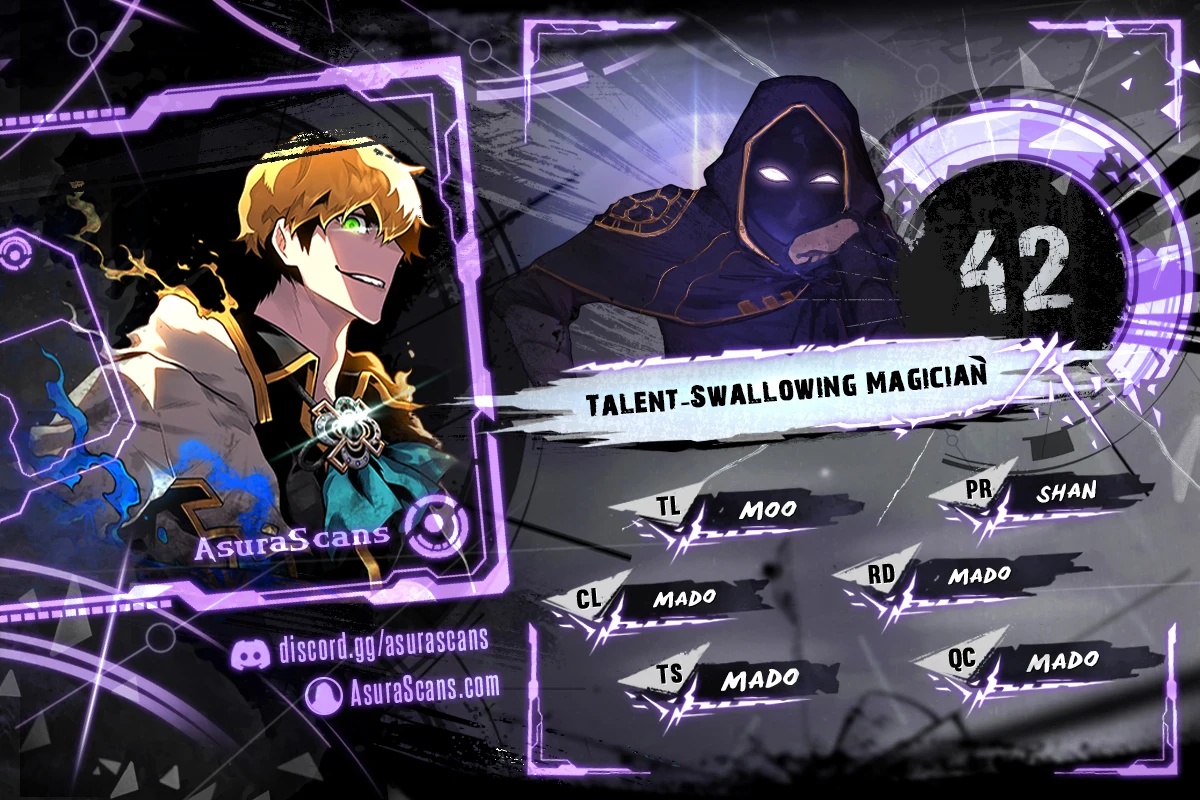 42
TALENT-SWALLOWING MAGICIAN
TL MOO
PR SHAN
CL MADO
RD MADO
TS MADO
QC MADO
AsuraScans
discord.gg/asurascans
AsuraScans.com